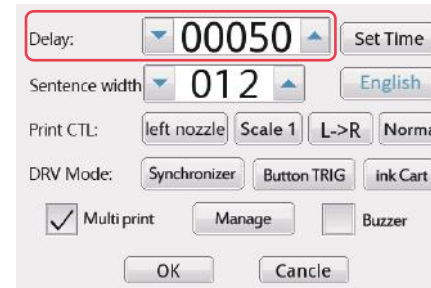 Delay: 00050 Set Time
Sentence width 012 English
Print CTL: left nozzle Scale 1 L->R Norma
DRV Mode: Synchronizer Button TRIG ink Cart
Multi print Manage Buzzer
OK Cancle